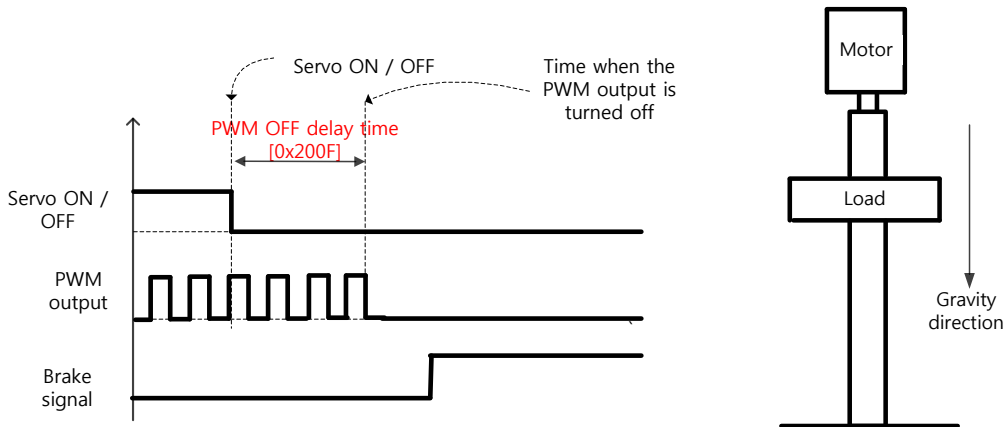 Servo ON / OFF
Time when the
PWM output is
turned off
PWM OFF delay time
[0x200F]
Servo ON /
OFF
PWM
output
Brake
signal
Motor
Load
Gravity
direction